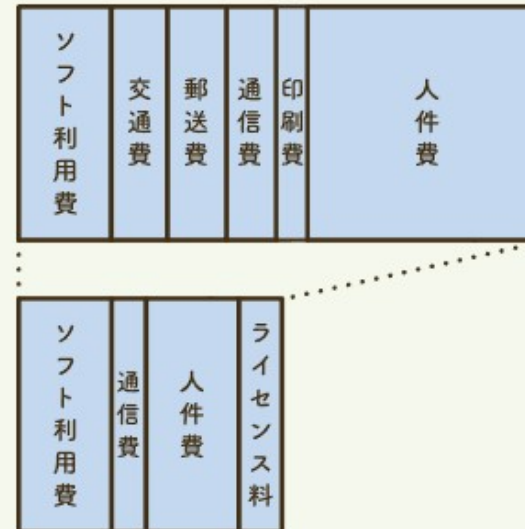 ソフト利用費
交通費
郵送費
通信費
印刷費
人件費
ソフト利用費
通信費
人件費
ライセンス料